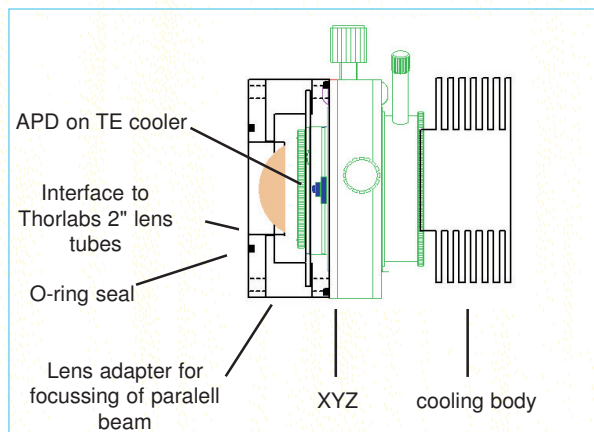 APD on TE cooler
Interface to
Thorlabs 2" lens
tubes
O-ring seal
Lens adapter for
focussing of paralell
beam
XYZ
cooling body